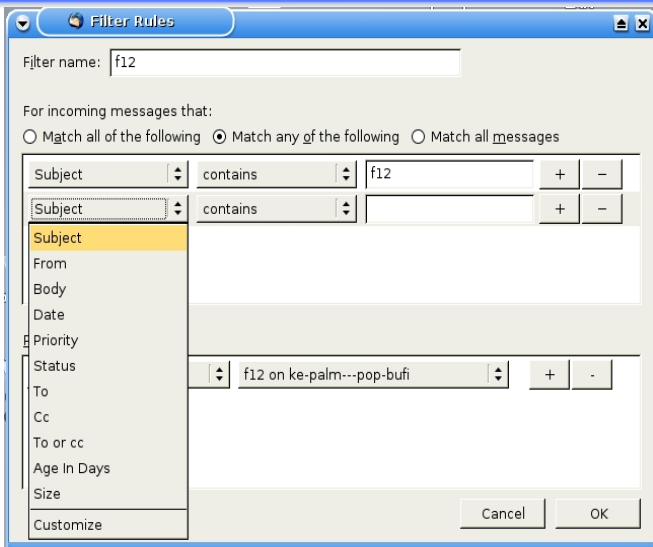 Filter Rules
Filter name: f12
For incoming messages that:
Match all of the following Match any of the following Match all messages
Subject contains f12 + −
Subject contains + −
Subject
From
Body
Date
Priority
Status
To
Cc
To or cc
Age In Days
Size
Customize
f12 on ke-palm---pop-bufi + -
Cancel OK